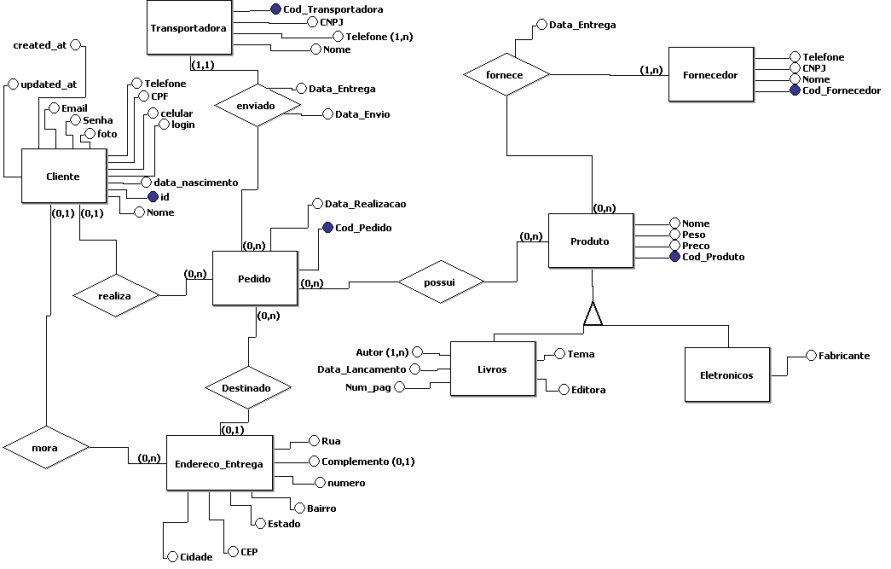 Cod_Transportadora
CNPJ
Transportadora
Telefone (1,n)
Nome
(1,1)
created_at
updated_at
Email
Senha
foto
Telefone
CPF
celular
login
Cliente
data_nascimento
id
Nome
(0,1)
(0,1)
enviado
Data_Entrega
Data_Envio
Data_Entrega
fornece
(1,n)
Fornecedor
Telefone
CNPJ
Nome
Cod_Fornecedor
Data_Realizacao
Cod_Pedido
(0,n)
Pedido
(0,n)
(0,n)
(0,n)
realiza
possui
(0,n)
(0,n)
Produto
Nome
Peso
Preco
Cod_Produto
Autor (1,n)
Data_Lancamento
Num_pag
Livros
Tema
Editora
Eletronicos
Fabricante
Destinado
(0,1)
mora
(0,n)
Endereco_Entrega
Rua
Complemento (0,1)
numero
Bairro
Estado
CEP
Cidade